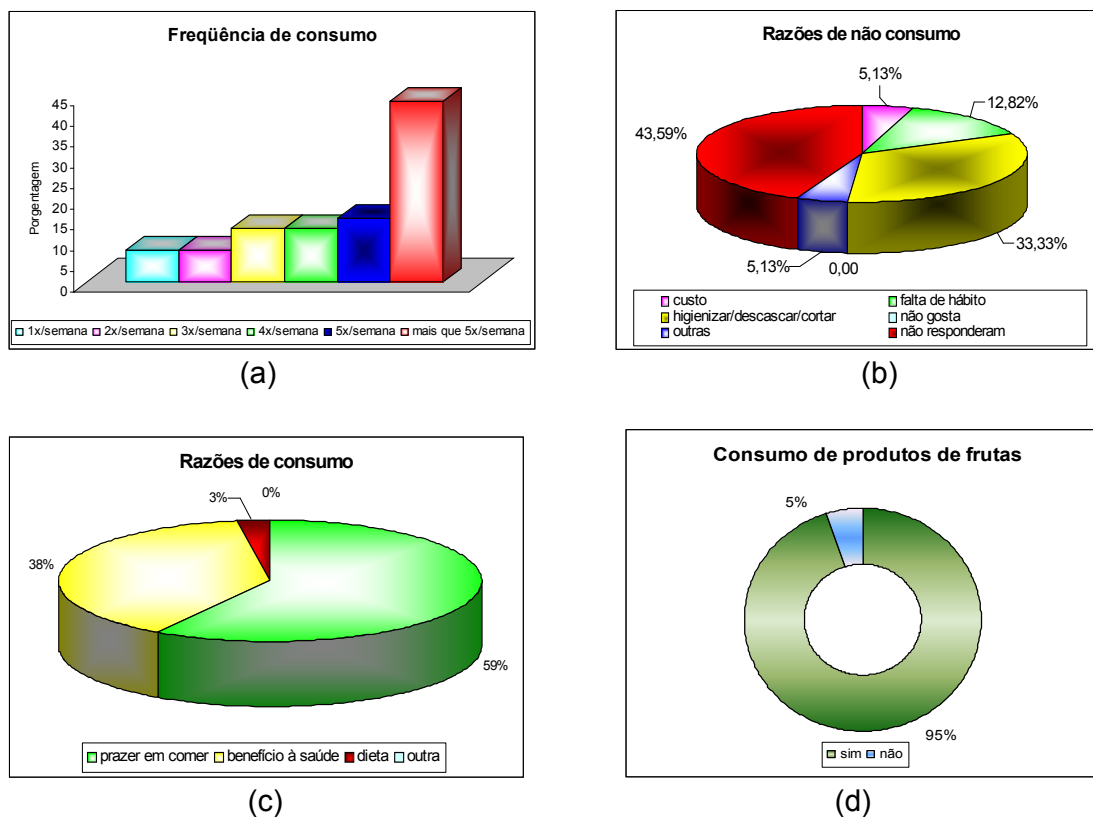 Freqüência de consumo
Porgentagem
45
40
35
30
25
20
15
10
5
0
1x/semana 2x/semana 3x/semana 4x/semana 5x/semana mais que 5x/semana
(a)
Razões de não consumo
5,13%
12,82%
43,59%
33,33%
5,13%
0,00
custo falta de hábito
higienizar/descascar/cortar não gosta
outras não responderam
(b)
Razões de consumo
3% 0%
38%
59%
prazer em comer benefício à saúde dieta outra
(c)
Consumo de produtos de frutas
5%
95%
sim não
(d)